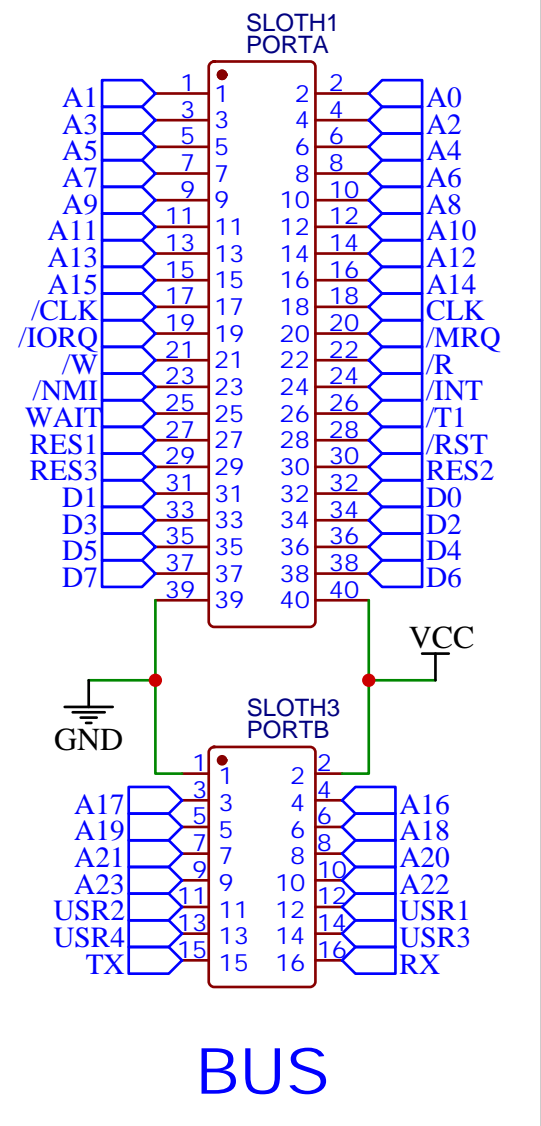 SLOTH1
PORTA
A1 1 1 2 2 A0
A3 3 3 4 4 A2
A5 5 5 6 6 A4
A7 7 7 8 8 A6
A9 9 9 10 10 A8
A11 11 11 12 12 A10
A13 13 13 14 14 A12
A15 15 15 16 16 A14
/CLK 17 17 18 18 CLK
/IORQ 19 19 20 20 /MRQ
/W 21 21 22 22 /R
/NMI 23 23 24 24 /INT
WAIT 25 25 26 26 /T1
RES1 27 27 28 28 /RST
RES3 29 29 30 30 RES2
D1 31 31 32 32 D0
D3 33 33 34 34 D2
D5 35 35 36 36 D4
D7 37 37 38 38 D6
39 39 40 40
VCC
GND
SLOTH3
PORTB
1 1 2 2
A17 3 3 4 4 A16
A19 5 5 6 6 A18
A21 7 7 8 8 A20
A23 9 9 10 10 A22
USR2 11 11 12 12 USR1
USR4 13 13 14 14 USR3
TX 15 15 16 16 RX
BUS